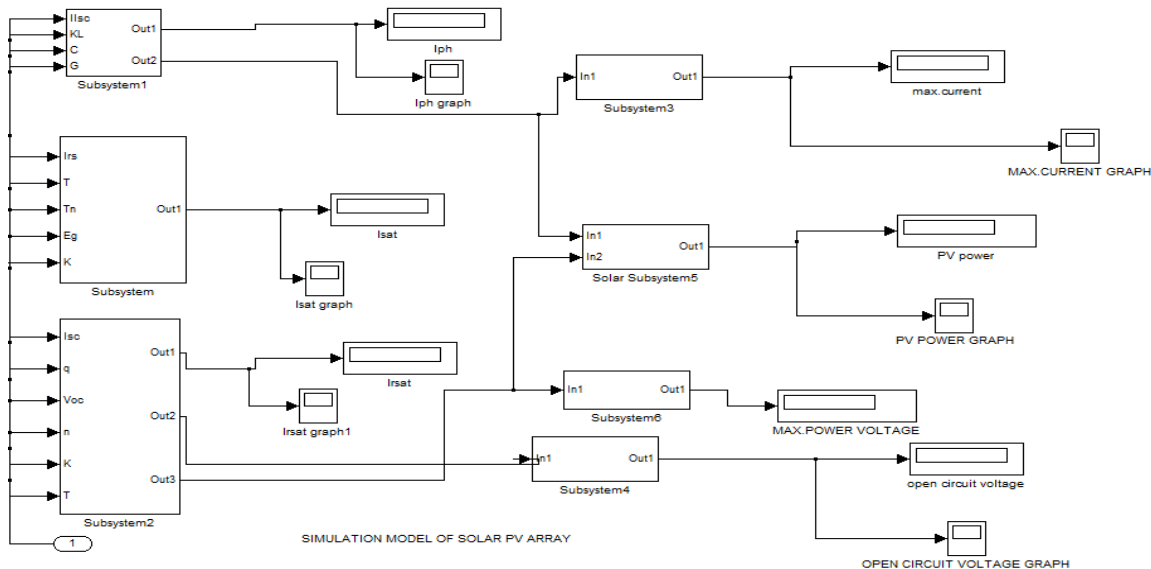 IIsc
KL
C
G
Out1
Out2
Subsystem1
Iph
Iph graph
In1
Out1
Subsystem3
max.current
MAX.CURRENT GRAPH
Irs
T
Tn
Eg
K
Out1
Subsystem
Isat
Isat graph
In1
In2
Out1
Solar Subsystem5
PV power
PV POWER GRAPH
Isc
q
Voc
n
K
T
Out1
Out2
Out3
Subsystem2
Irsat
Irsat graph1
In1
Out1
Subsystem6
MAX.POWER VOLTAGE
In1
Out1
Subsystem4
open circuit voltage
OPEN CIRCUIT VOLTAGE GRAPH
1
SIMULATION MODEL OF SOLAR PV ARRAY